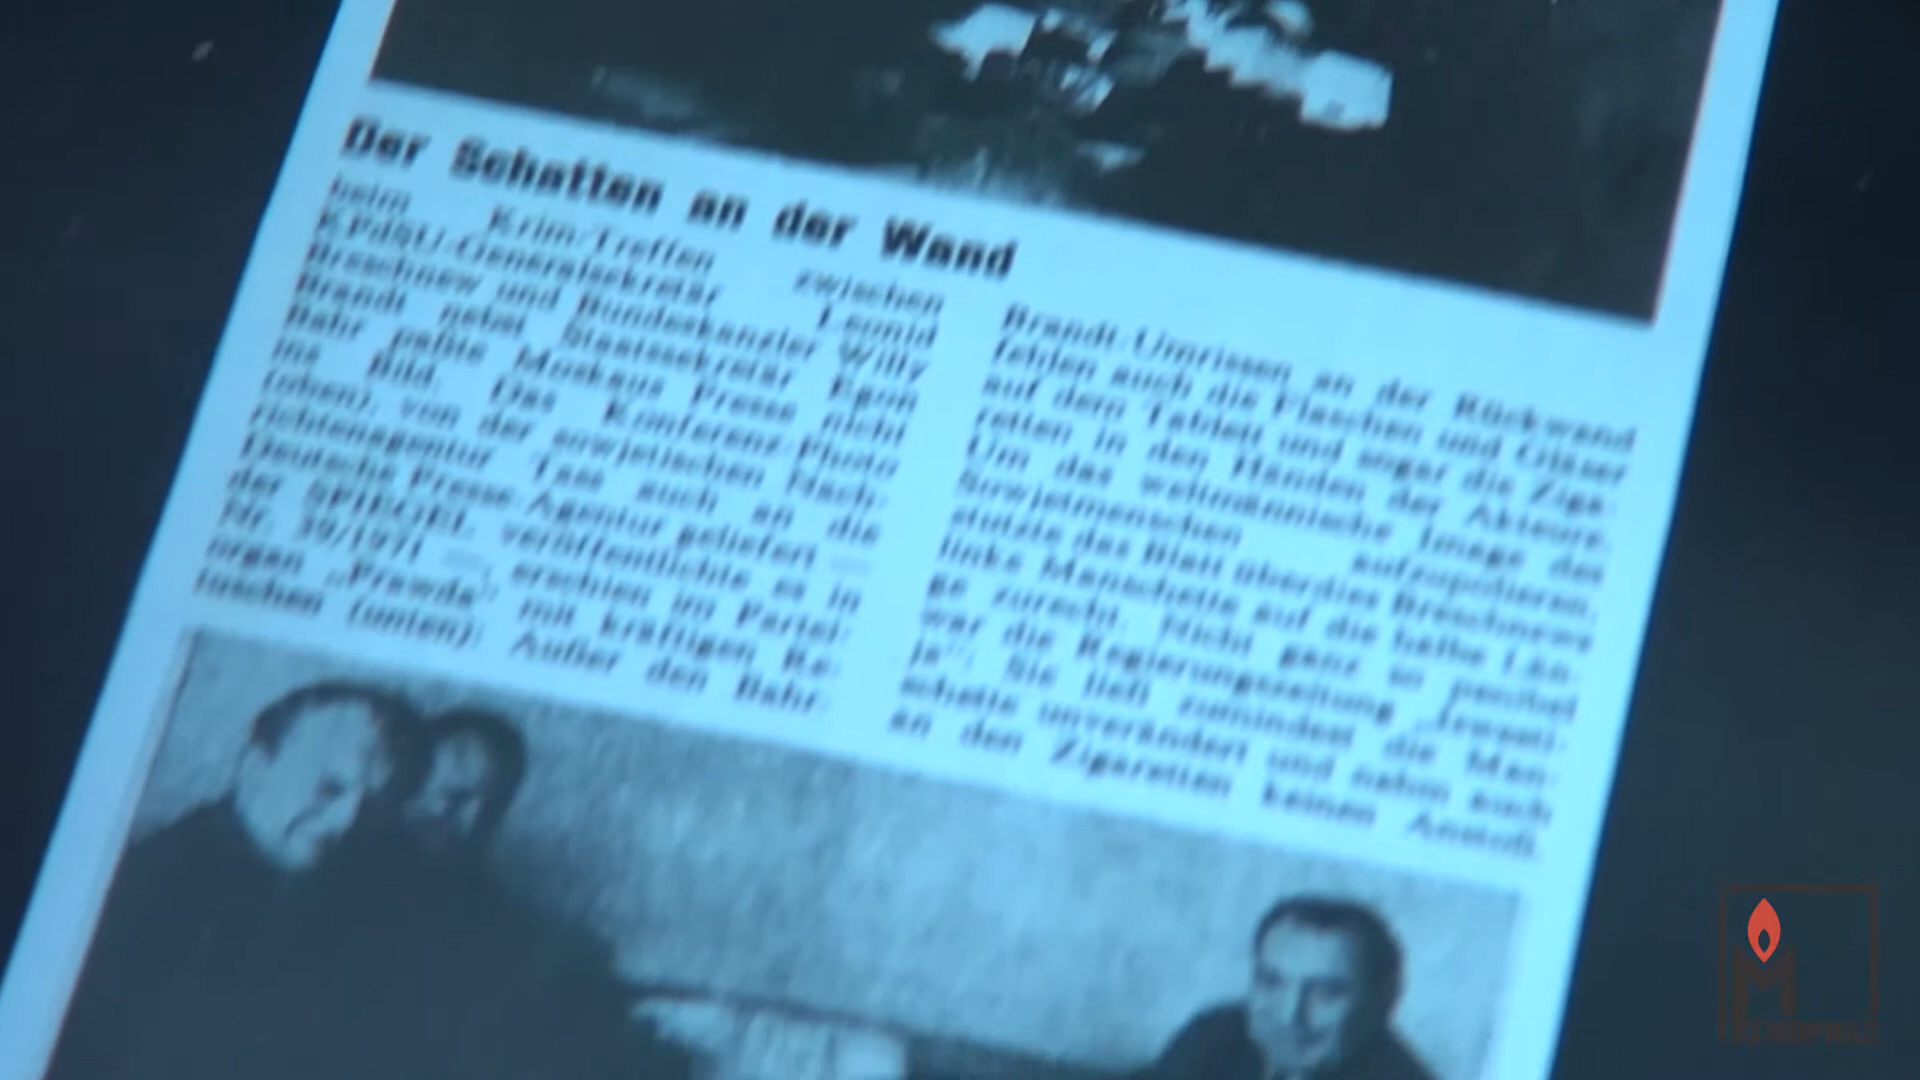 Der Schatten an der Wand
beim Krim-Treffen zwischen
KPdSU-Generalsekretär Leonid
Breschnew und Bundeskanzler Willy
Brandt nebst Staatssekretär Egon
Bahr paßte Moskaus Presse nicht
ins Bild. Das Konferenz-Photo
(oben), von der sowjetischen Nach-
richtenagentur Tass auch an die
Deutsche Presse-Agentur geliefert —
der SPIEGEL veröffentlichte es in
Nr. 39/1971 — erschien im Partei-
organ „Prawda“ mit kräftigen Re-
tuschen (unten): Außer den Bahr-
Brandt-Umrissen an der Rückwand
fehlen auch die Flaschen und Gläser
auf dem Tablett und sogar die Ziga-
retten in den Händen der Akteure.
Um das weltmännische Image des
Sowjetmenschen aufzupolieren,
stutzte das Blatt überdies Breschnews
linke Manschette auf die halbe Län-
ge zurecht. Nicht ganz so penibel
war die Regierungszeitung „Iswesti-
ja“: Sie ließ zumindest die Man-
schette unverändert und nahm auch
an den Zigaretten keinen Anstoß.